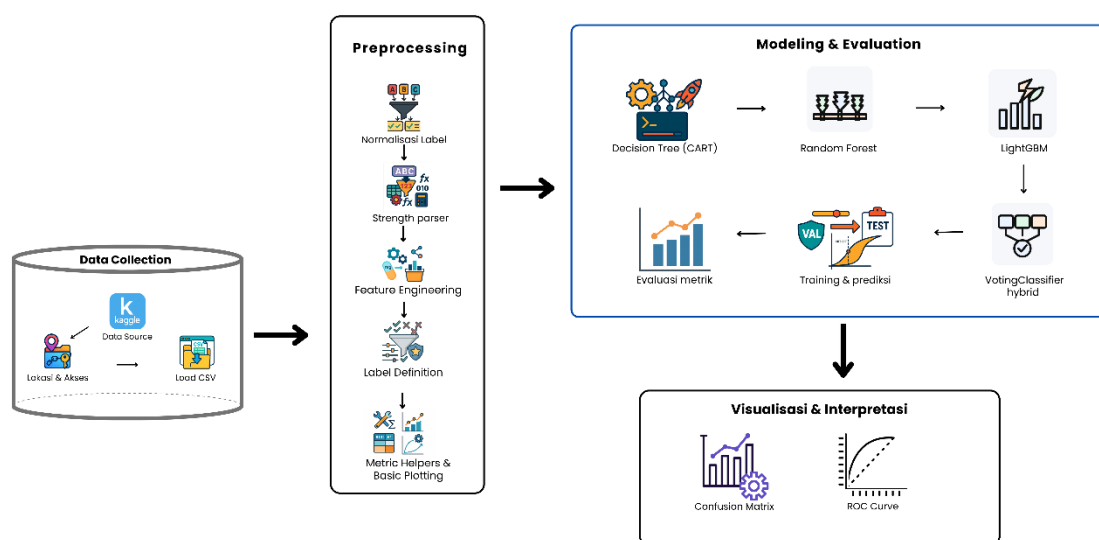 Data Collection
k
kaggle
Data Source
Lokasi & Akses
CSV
Load CSV
Preprocessing
A B C
Normalisasi Label
ABC
fx
010
fx
Strength parser
Feature Engineering
Label Definition
Σ
Metric Helpers &
Basic Plotting
Modeling & Evaluation
Decision Tree (CART)
Random Forest
LightGBM
VotingClassifier
hybrid
VAL
TEST
Training & prediksi
Evaluasi metrik
Visualisasi & Interpretasi
Confusion Matrix
ROC Curve